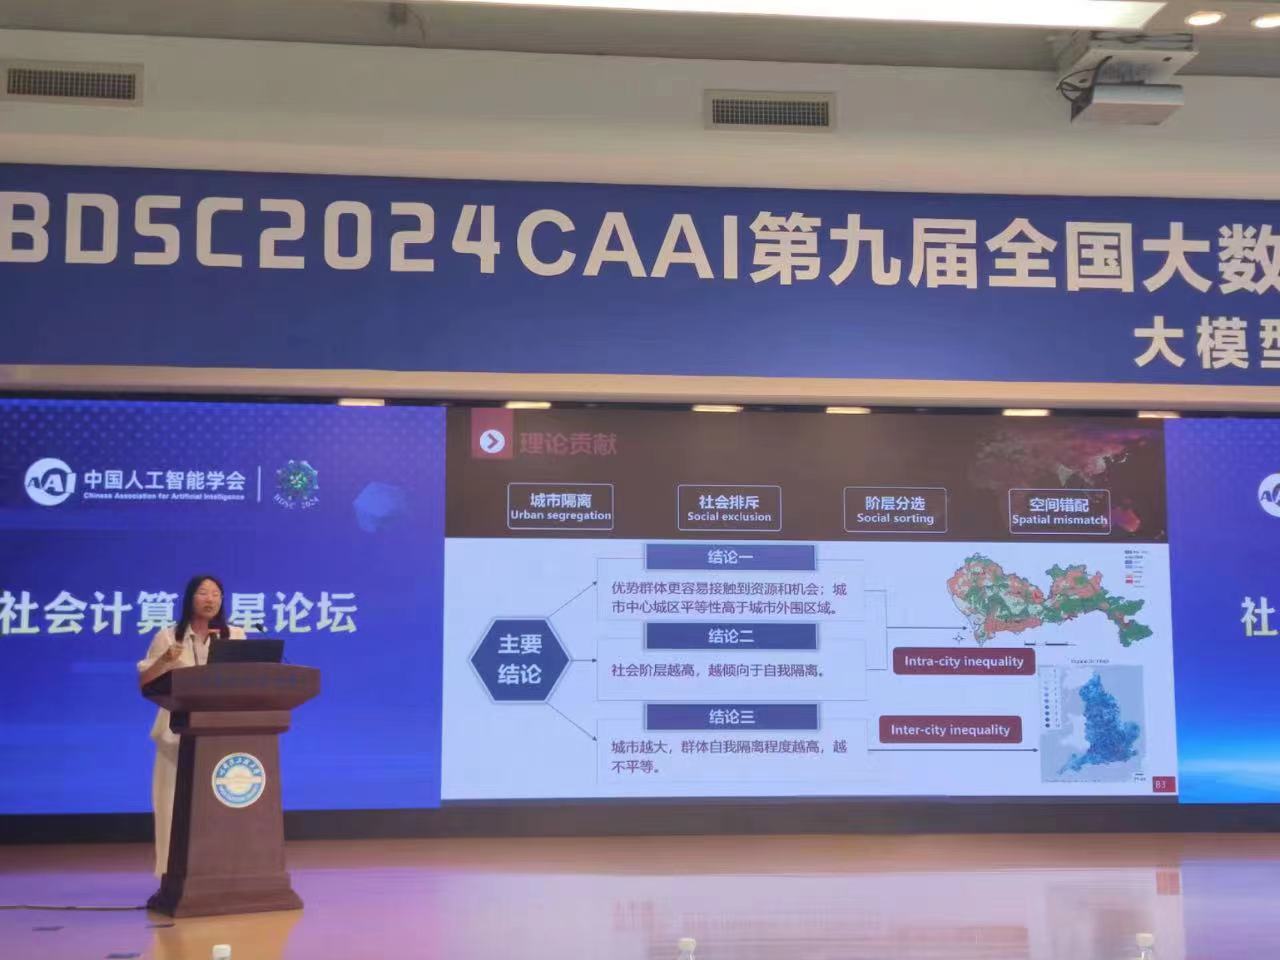 BDSC2024CAAI第九届全国大数
大模型
中国人工智能学会
Chinese Association for Artificial Intelligence
BDSC 2024
社会计算
星论坛
社
理论贡献
城市隔离
Urban segregation
社会排斥
Social exclusion
阶层分选
Social sorting
空间错配
Spatial mismatch
主要
结论
结论一
优势群体更容易接触到资源和机会；城
市中心城区平等性高于城市外围区域。
结论二
社会阶层越高，越倾向于自我隔离。
结论三
城市越大，群体自我隔离程度越高，越
不平等。
Intra-city inequality
Inter-city inequality
83